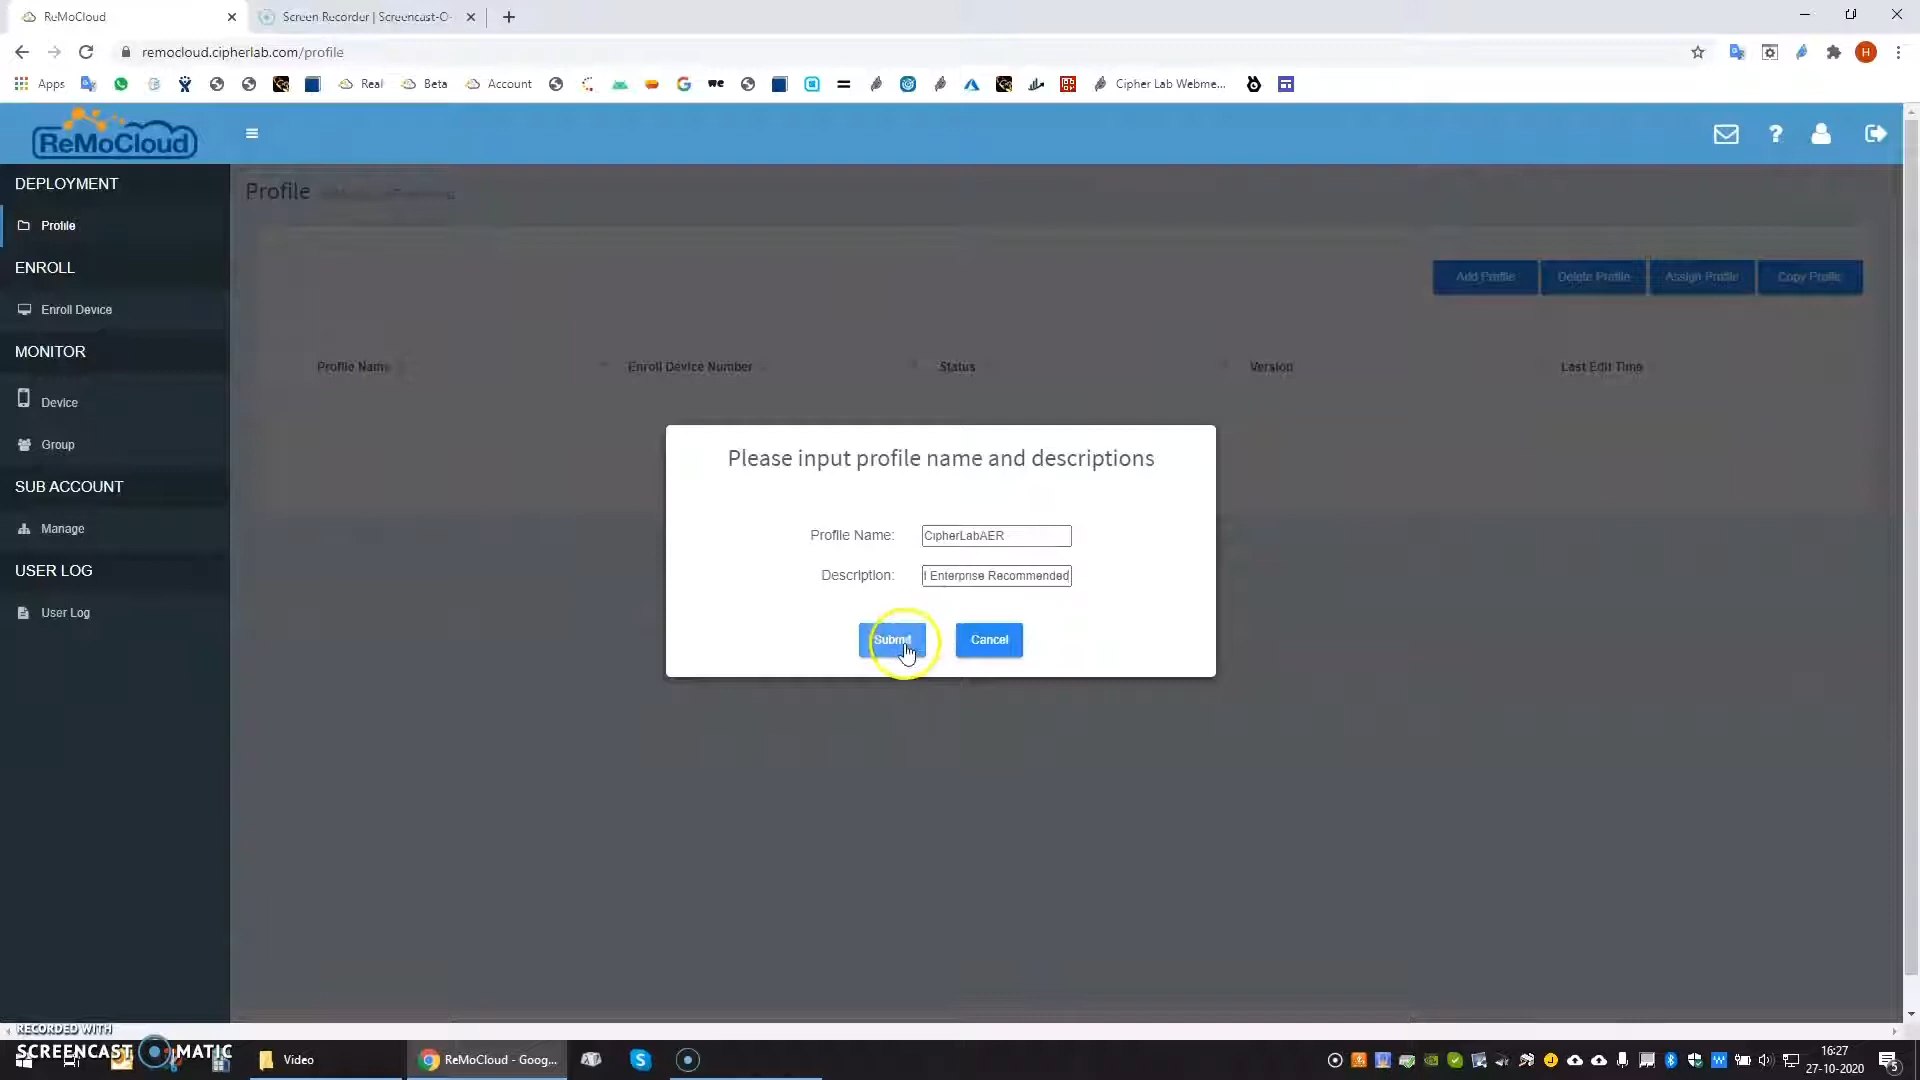 ReMoCloud
Screen Recorder | Screencast-O-
remocloud.cipherlab.com/profile
H
Apps
Real
Beta
Account
we
Cipher Lab Webme...
ReMoCloud
?
DEPLOYMENT
Profile
Profile
Add Profile
Delete Profile
Assign Profile
Copy Profile
ENROLL
Enroll Device
MONITOR
Profile Name
Enroll Device Number
Status
Version
Last Edit Time
Device
Group
SUB ACCOUNT
Manage
USER LOG
User Log
Please input profile name and descriptions
Profile Name:
CipherLabAER
Description:
Enterprise Recommended
Submit
Cancel
RECORDED WITH
SCREENCAST MATIC
Video
ReMoCloud - Goog...
16:27
27-10-2020
5